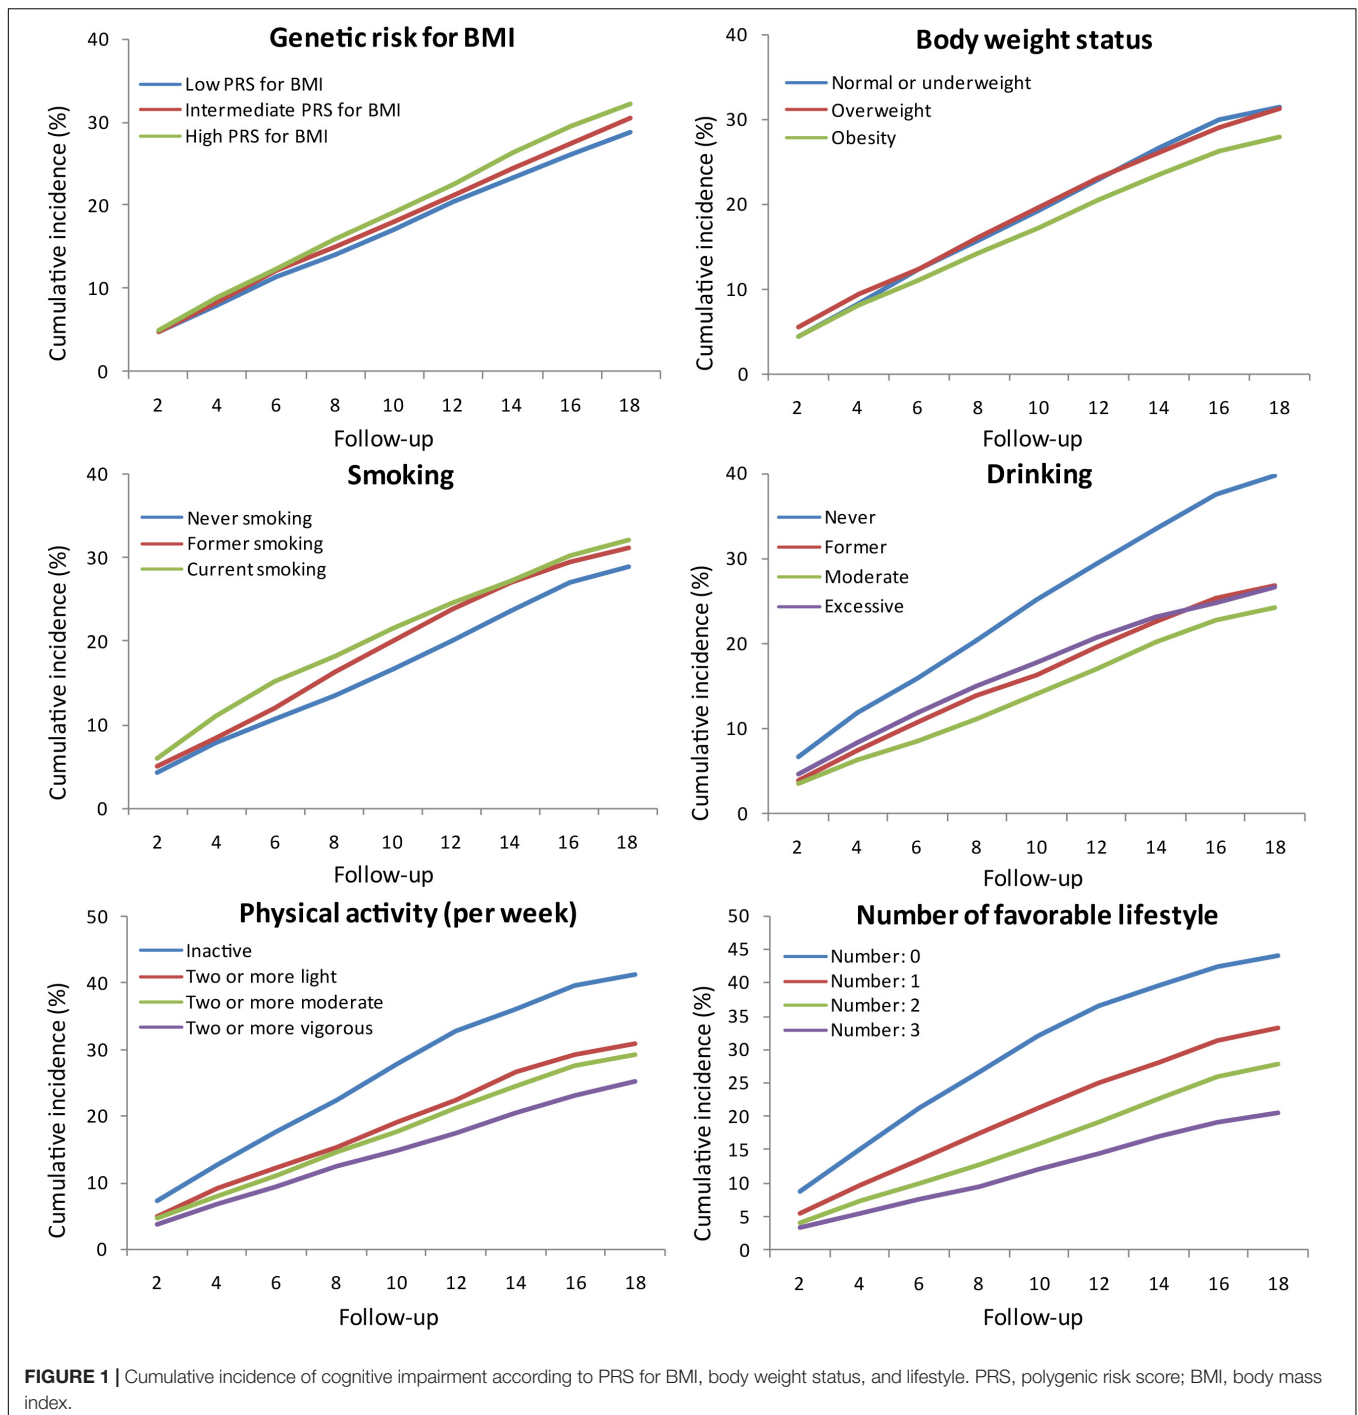 Genetic risk for BMI
Low PRS for BMI
Intermediate PRS for BMI
High PRS for BMI
Cumulative incidence (%)
40
30
20
10
0
2 4 6 8 10 12 14 16 18
Follow-up
Body weight status
Normal or underweight
Overweight
Obesity
Cumulative incidence (%)
40
30
20
10
0
2 4 6 8 10 12 14 16 18
Follow-up
Smoking
Never smoking
Former smoking
Current smoking
Cumulative incidence (%)
40
30
20
10
0
2 4 6 8 10 12 14 16 18
Follow-up
Drinking
Never
Former
Moderate
Excessive
Cumulative incidence (%)
40
30
20
10
0
2 4 6 8 10 12 14 16 18
Follow-up
Physical activity (per week)
Inactive
Two or more light
Two or more moderate
Two or more vigorous
Cumulative incidence (%)
50
40
30
20
10
0
2 4 6 8 10 12 14 16 18
Follow-up
Number of favorable lifestyle
Number: 0
Number: 1
Number: 2
Number: 3
Cumulative incidence (%)
50
45
40
35
30
25
20
15
10
5
0
2 4 6 8 10 12 14 16 18
Follow-up
FIGURE 1 | Cumulative incidence of cognitive impairment according to PRS for BMI, body weight status, and lifestyle. PRS, polygenic risk score; BMI, body mass
index.